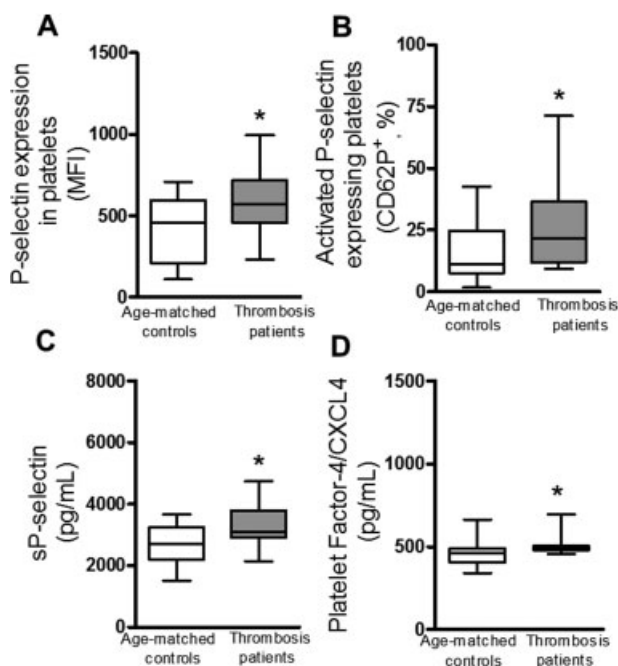 A
P-selectin expression
in platelets
(MFI)
1500
1000
500
0
*
Age-matched
controls
Thrombosis
patients
B
Activated P-selectin
expressing platelets
(CD62P+, %)
100
75
50
25
0
*
Age-matched
controls
Thrombosis
patients
C
sP-selectin
(pg/mL)
8000
6000
4000
2000
0
*
Age-matched
controls
Thrombosis
patients
D
Platelet Factor-4/CXCL4
(pg/mL)
1500
1000
500
0
*
Age-matched
controls
Thrombosis
patients